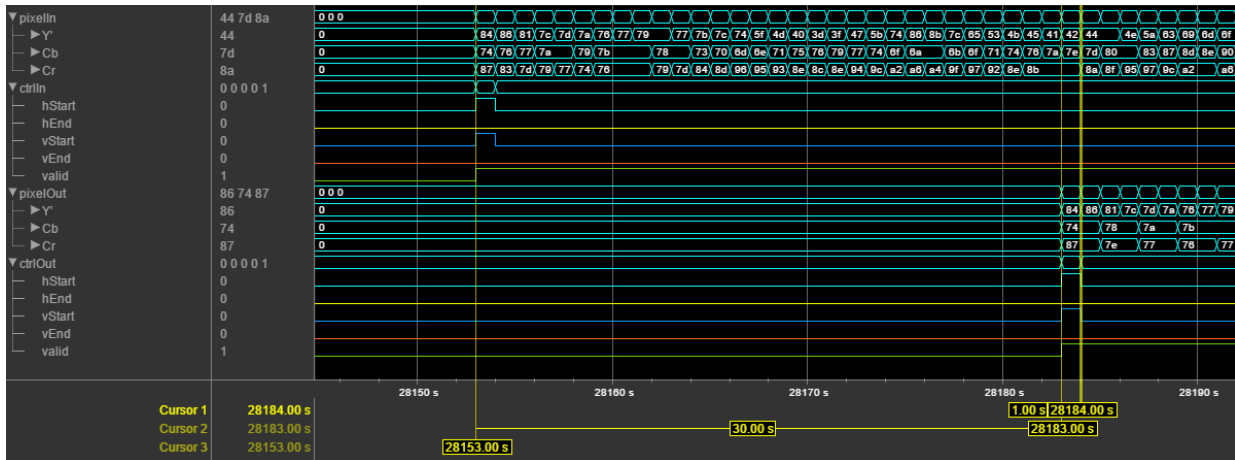 pixelIn 44 7d 8a 0 0 0
Y' 44 0 84 86 81 7c 7d 7a 76 77 79 77 7b 7c 74 5f 4d 40 3d 3f 47 5b 74 86 8b 7c 65 53 4b 45 41 42 44 4e 5a 63 69 6d 6f
Cb 7d 0 74 76 77 7a 79 7b 78 73 70 6d 6e 71 75 76 79 77 74 6f 6a 6b 6f 71 74 76 7a 7e 7d 80 83 87 8d 8e 90
Cr 8a 0 87 83 7d 79 77 74 76 79 7d 84 8d 96 95 93 8e 8c 8e 94 9c a2 a6 a4 9f 97 92 8e 8b 8a 8f 95 97 9c a2 a6
ctrlIn 0 0 0 0 1
hStart 0
hEnd 0
vStart 0
vEnd 0
valid 1
pixelOut 86 74 87 0 0 0
Y' 86 0 84 86 81 7c 7d 7a 76 77 79
Cb 74 0 74 78 7a 7b
Cr 87 0 87 7e 77 76 77
ctrlOut 0 0 0 0 1
hStart 0
hEnd 0
vStart 0
vEnd 0
valid 1
28150 s 28160 s 28170 s 28180 s 28190 s
Cursor 1 28184.00 s 1.00 s 28184.00 s
Cursor 2 28183.00 s 30.00 s 28183.00 s
Cursor 3 28153.00 s 28153.00 s